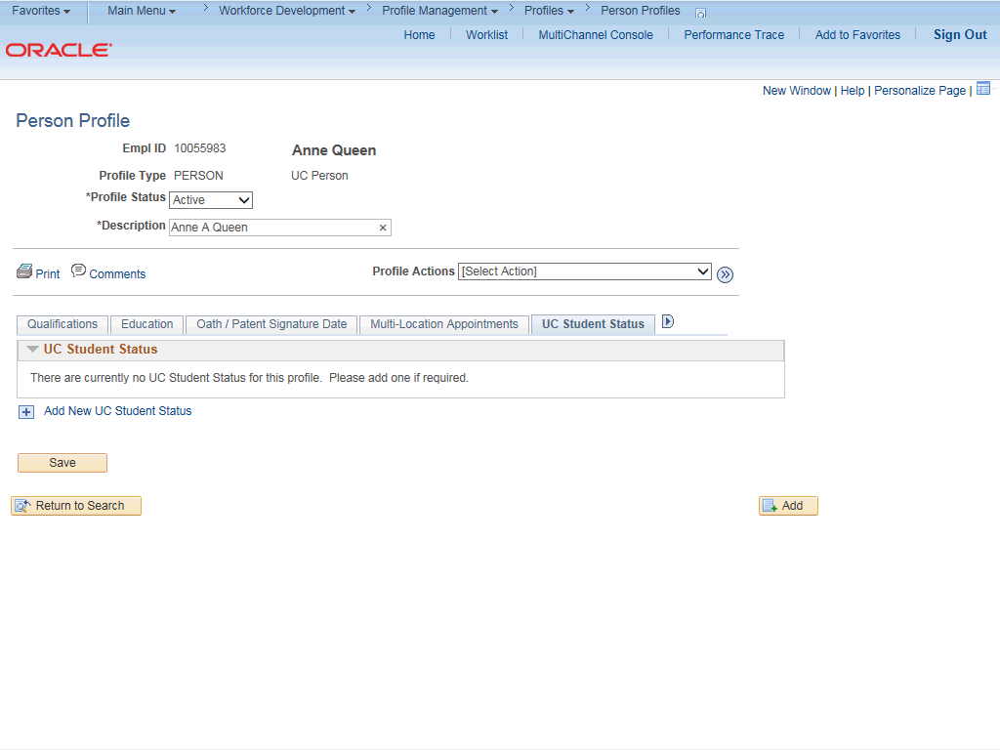 Favorites Main Menu > Workforce Development > Profile Management > Profiles > Person Profiles
Home Worklist MultiChannel Console Performance Trace Add to Favorites Sign Out
ORACLE
New Window | Help | Personalize Page |
Person Profile
Empl ID 10055983 Anne Queen
Profile Type PERSON UC Person
*Profile Status Active
*Description Anne A Queen ×
Print Comments Profile Actions [Select Action]
Qualifications Education Oath / Patent Signature Date Multi-Location Appointments UC Student Status
UC Student Status
There are currently no UC Student Status for this profile. Please add one if required.
+ Add New UC Student Status
Save
Return to Search Add